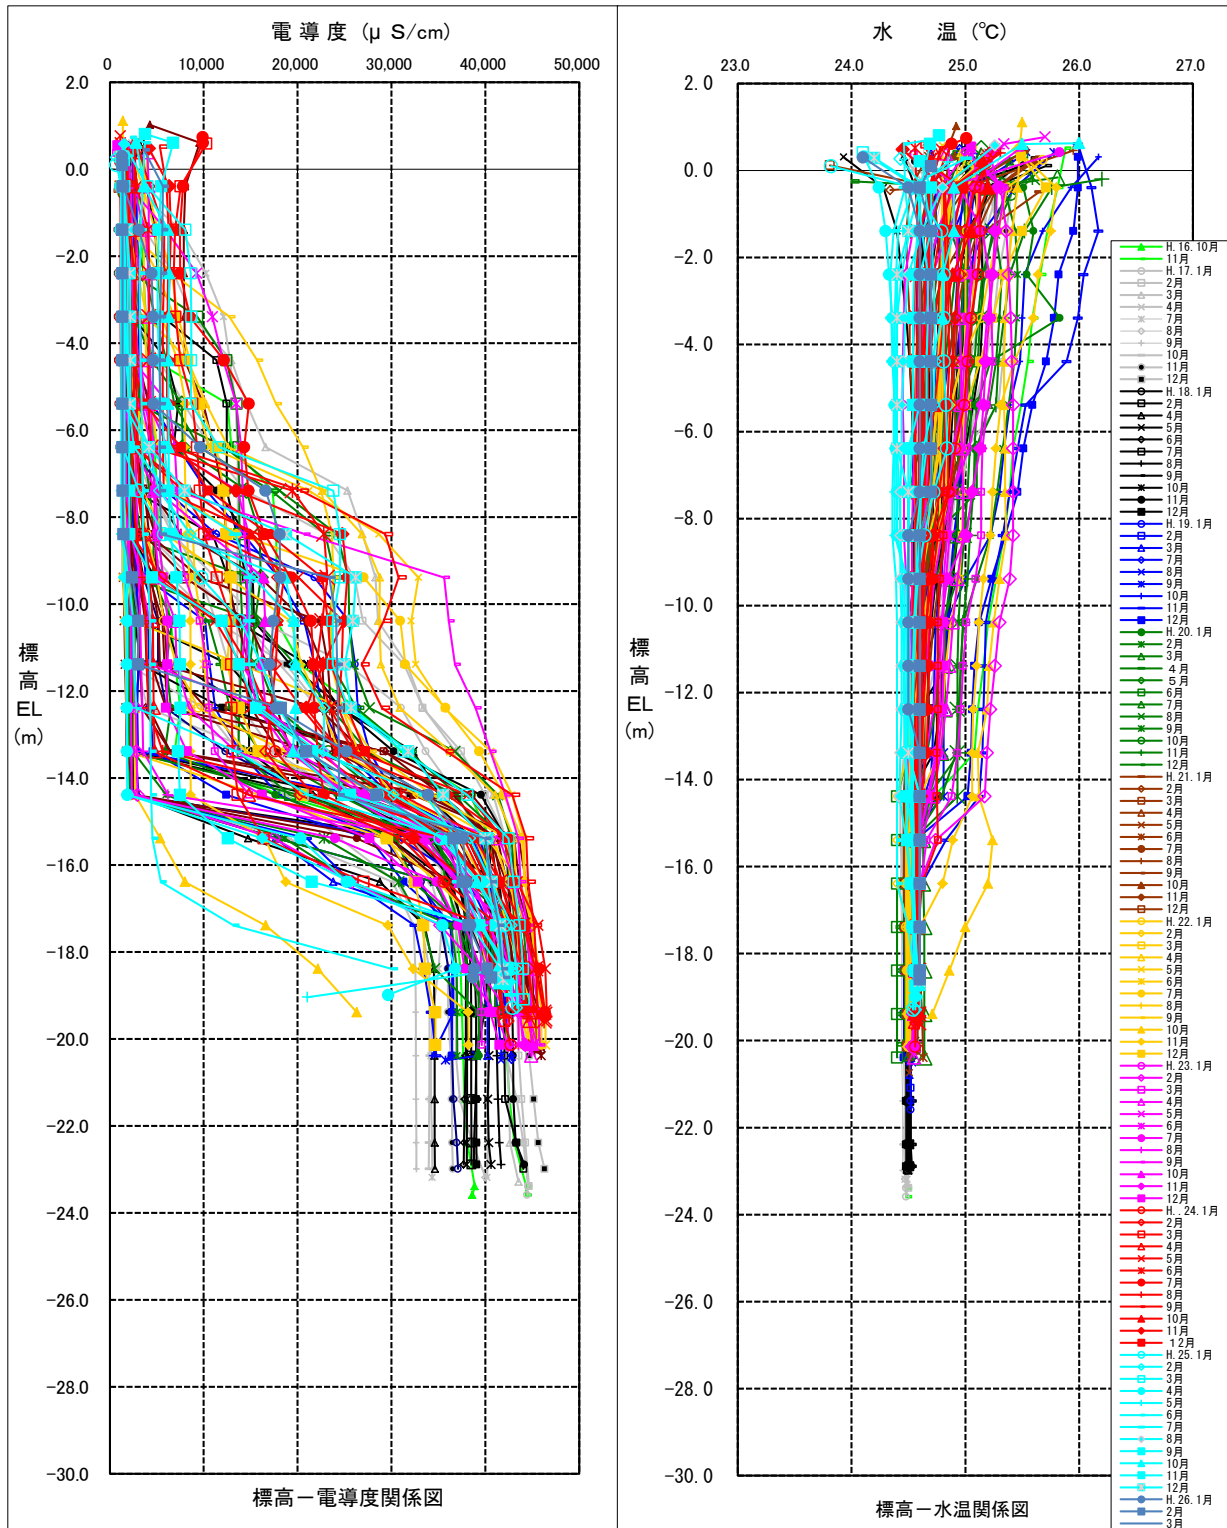 電 導 度 (μ S/cm)
0 10,000 20,000 30,000 40,000 50,000
2.0
0.0
-2.0
-4.0
-6.0
-8.0
-10.0
-12.0
-14.0
-16.0
-18.0
-20.0
-22.0
-24.0
-26.0
-28.0
-30.0
標
高
EL
(m)
標高－電導度関係図
水 温 (℃)
23.0 24.0 25.0 26.0 27.0
2.0
0.0
-2.0
-4.0
-6.0
-8.0
-10.0
-12.0
-14.0
-16.0
-18.0
-20.0
-22.0
-24.0
-26.0
-28.0
-30.0
標
高
EL
(m)
標高－水温関係図
H.16.10月
11月
H.17.1月
2月
3月
4月
7月
8月
9月
10月
11月
12月
H.18.1月
2月
4月
5月
6月
7月
8月
9月
10月
11月
12月
H.19.1月
2月
3月
7月
8月
9月
10月
11月
12月
H.20.1月
2月
3月
４月
５月
6月
7月
8月
9月
10月
11月
12月
H.21.1月
2月
3月
4月
5月
6月
7月
8月
9月
10月
11月
12月
H.22.1月
2月
3月
4月
5月
6月
7月
8月
9月
10月
11月
12月
H.23.1月
2月
3月
4月
5月
6月
7月
8月
9月
10月
11月
12月
H..24.1月
2月
3月
4月
5月
6月
7月
8月
9月
10月
11月
１2月
H.25.1月
2月
3月
4月
5月
6月
7月
8月
9月
10月
11月
12月
H.26.1月
2月
3月